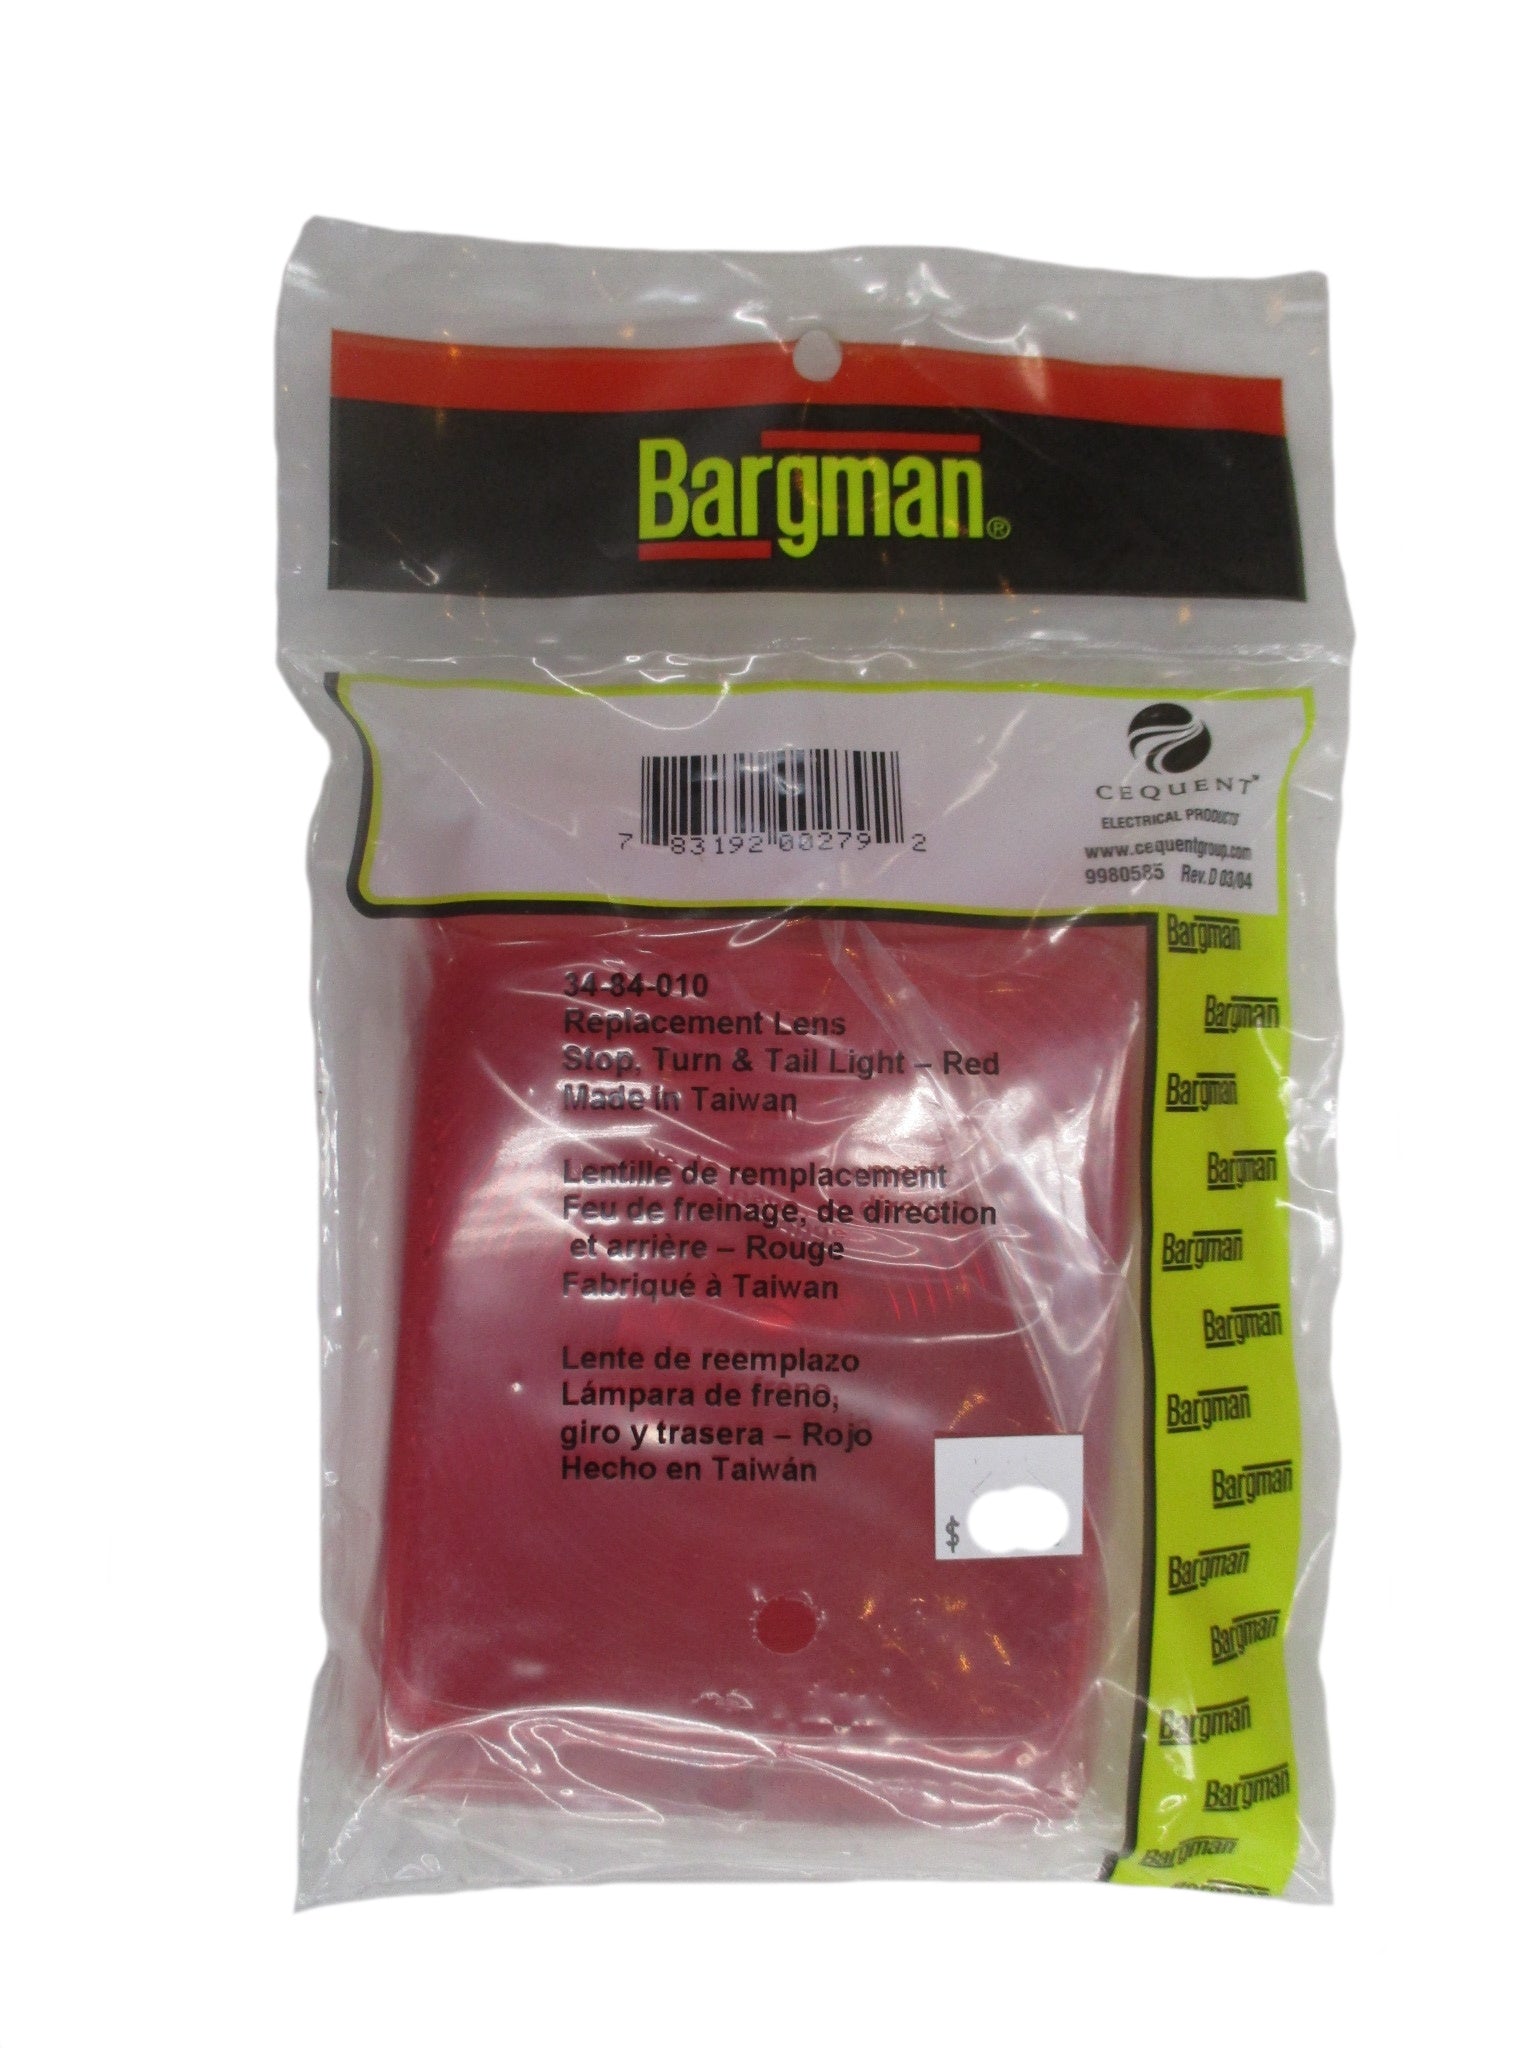 Bargman®
7 83192 00279 2
CEQUENT
ELECTRICAL PRODUCTS
www.cequentgroup.com
9980585 Rev. D 03/04
34-84-010
Replacement Lens
Stop, Turn & Tail Light – Red
Made in Taiwan
Lentille de remplacement
Feu de freinage, de direction
et arrière – Rouge
Fabriqué à Taiwan
Lente de reemplazo
Lámpara de freno,
giro y trasera – Rojo
Hecho en Taiwán
$
Bargman
Bargman
Bargman
Bargman
Bargman
Bargman
Bargman
Bargman
Bargman
Bargman
Bargman
Bargman
Bargman